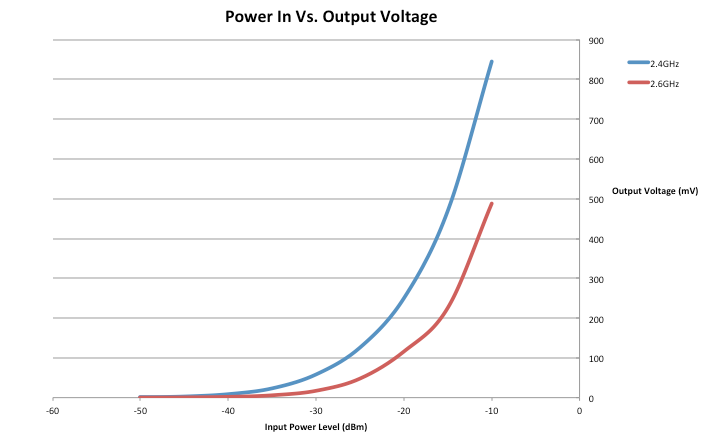 Power In Vs. Output Voltage
900
800
700
600
500
400
300
200
100
0
2.4GHz
2.6GHz
Output Voltage (mV)
-60 -50 -40 -30 -20 -10 0
Input Power Level (dBm)